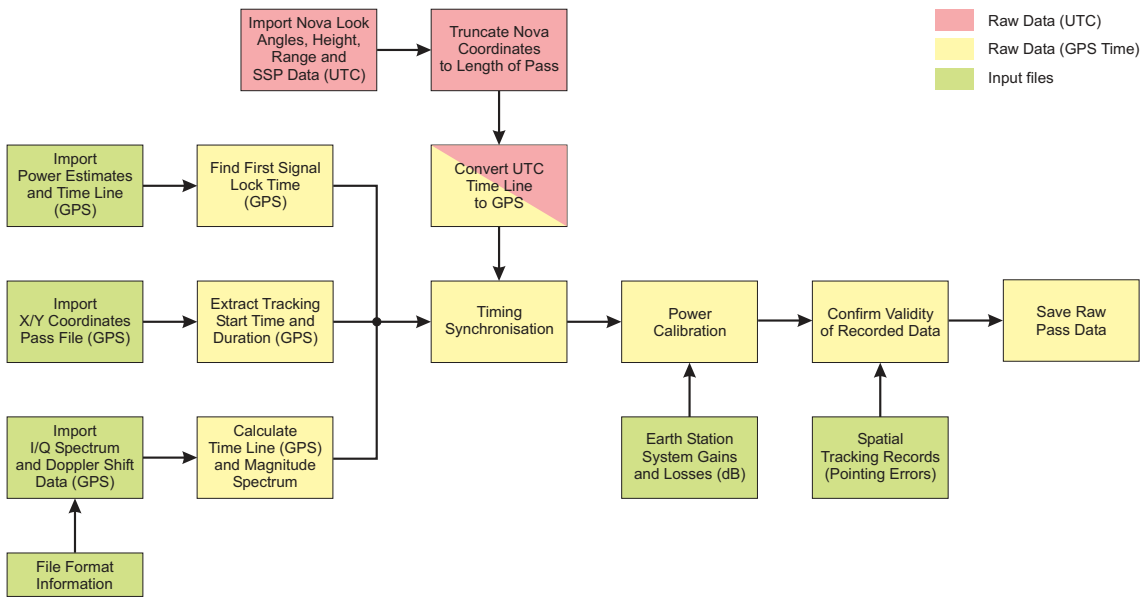 Import Nova Look
Angles, Height,
Range and
SSP Data (UTC)
Truncate Nova
Coordinates
to Length of Pass
Raw Data (UTC)
Raw Data (GPS Time)
Input files
Import
Power Estimates
and Time Line
(GPS)
Find First Signal
Lock Time
(GPS)
Convert UTC
Time Line
to GPS
Import
X/Y Coordinates
Pass File (GPS)
Extract Tracking
Start Time and
Duration (GPS)
Timing
Synchronisation
Power
Calibration
Confirm Validity
of Recorded Data
Save Raw
Pass Data
Import
I/Q Spectrum
and Doppler Shift
Data (GPS)
Calculate
Time Line (GPS)
and Magnitude
Spectrum
Earth Station
System Gains
and Losses (dB)
Spatial
Tracking Records
(Pointing Errors)
File Format
Information